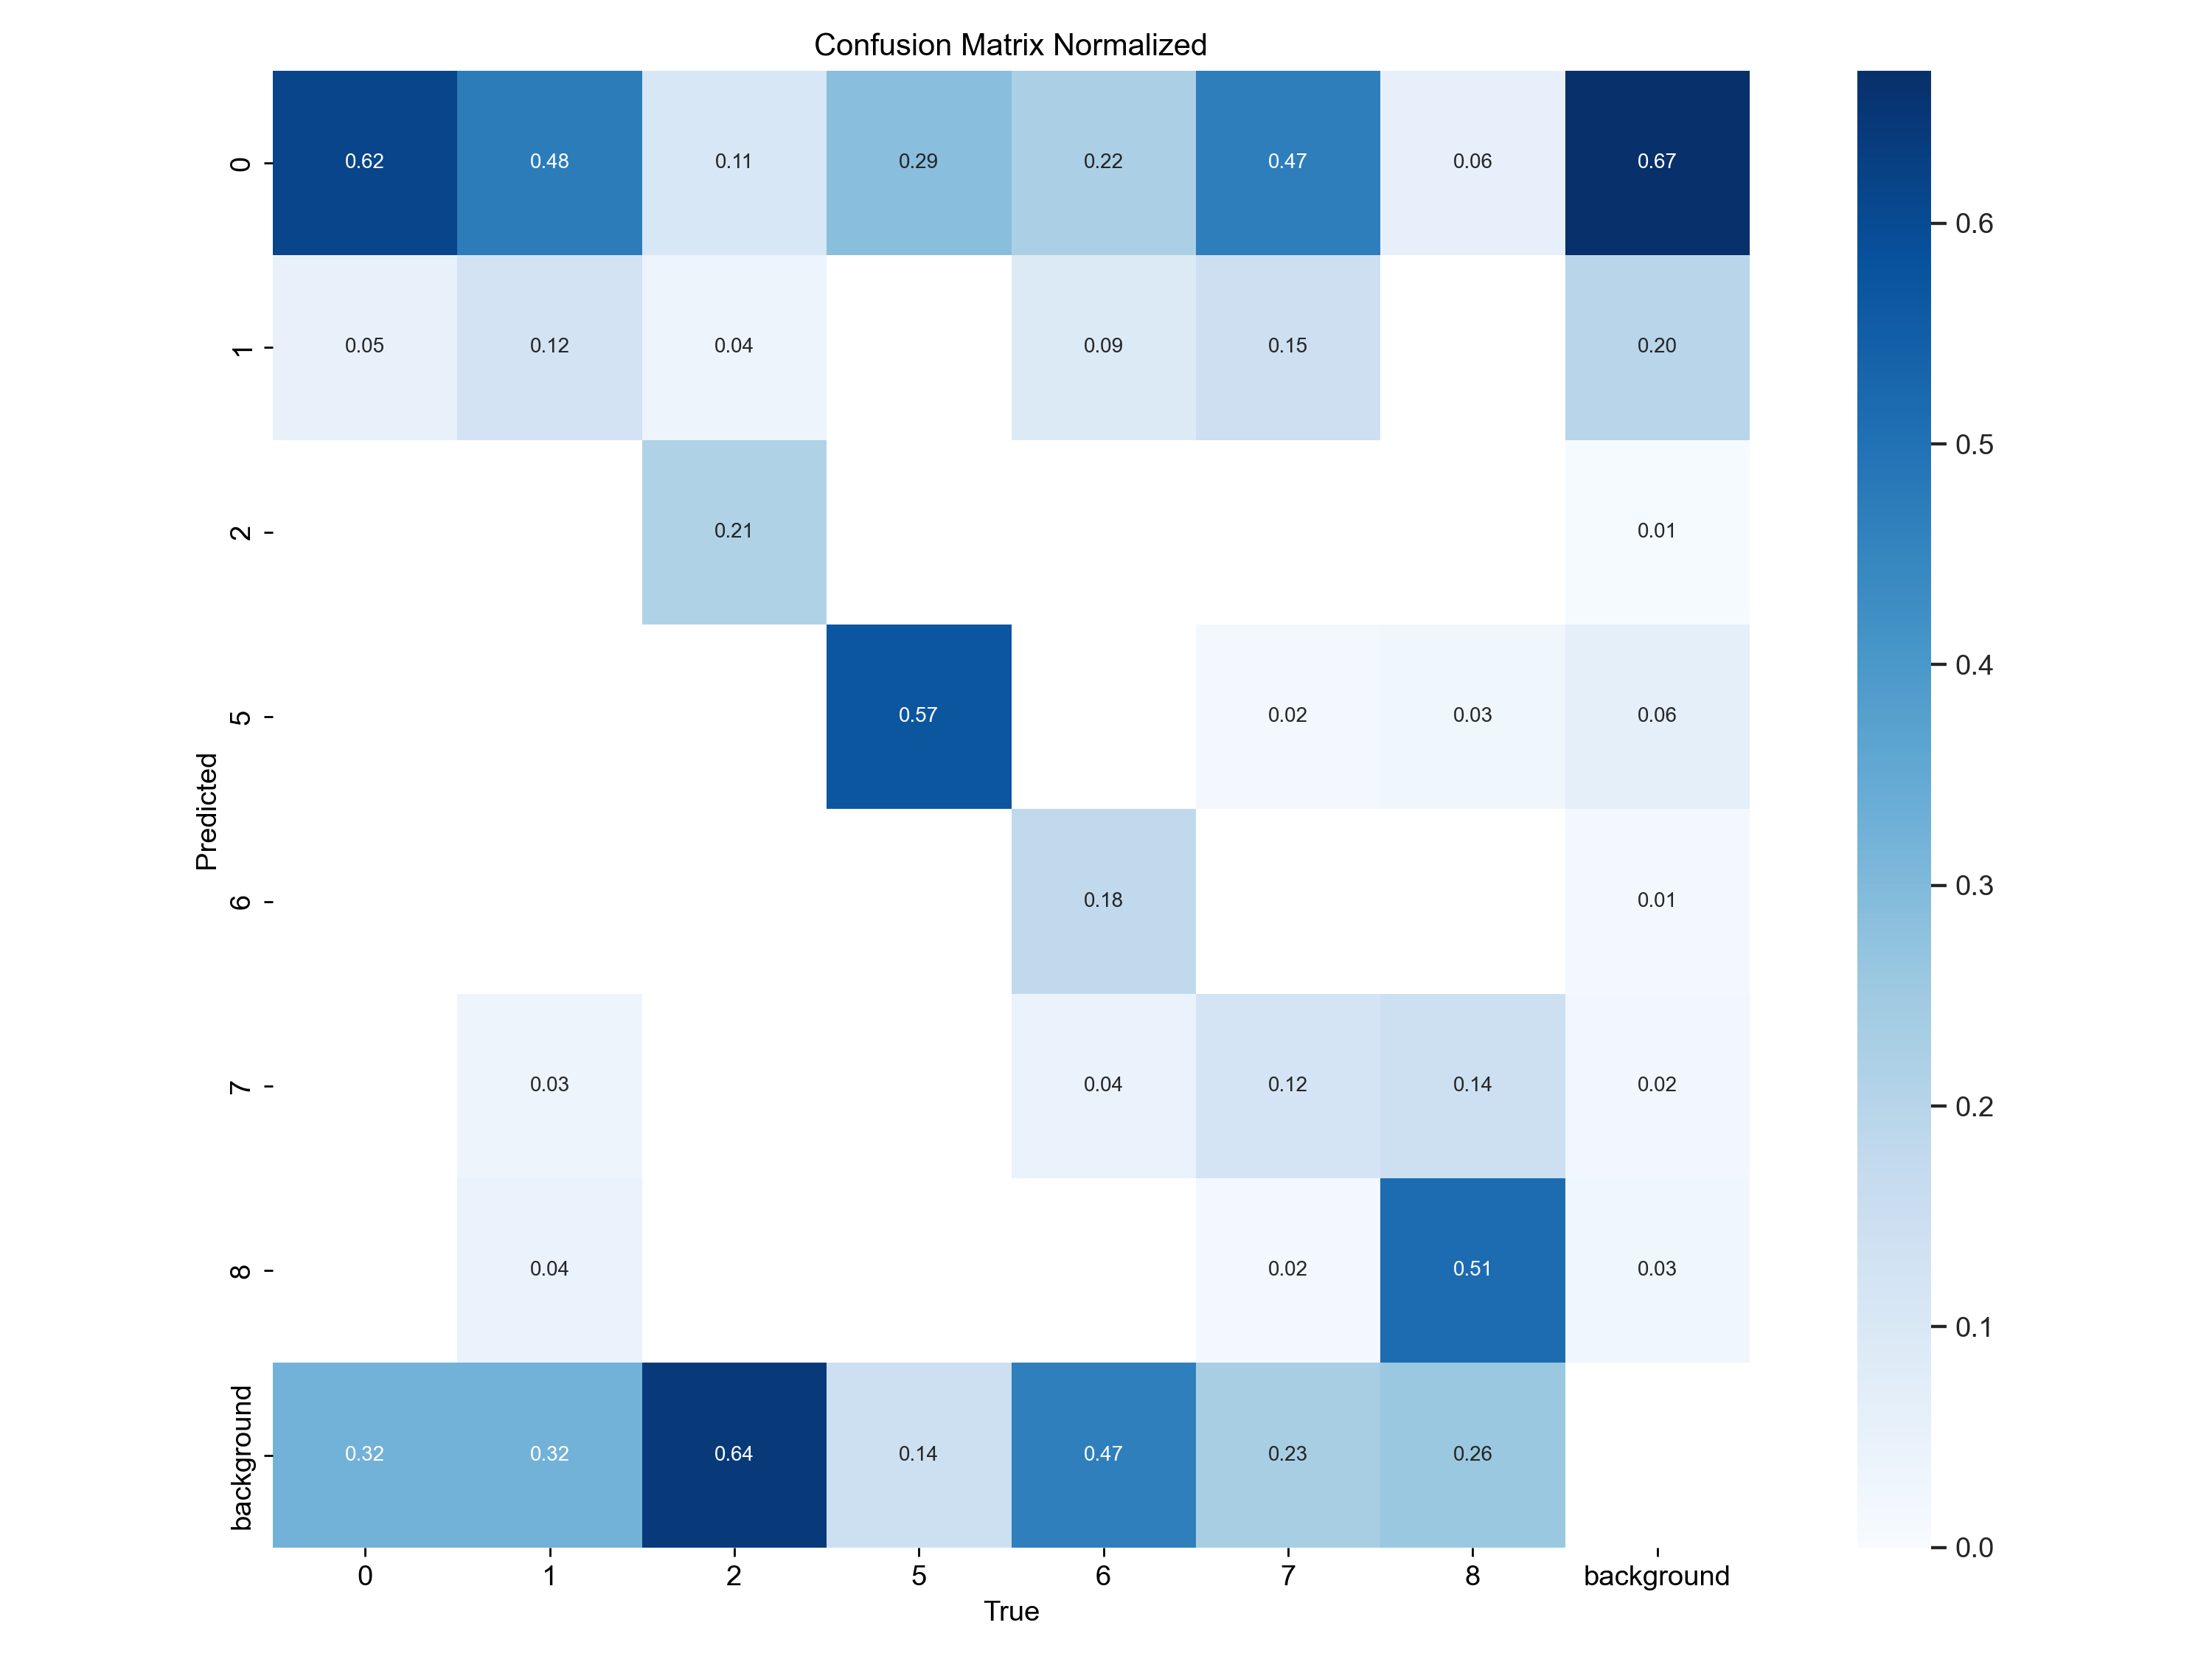 Confusion Matrix Normalized
0 0.62 0.48 0.11 0.29 0.22 0.47 0.06 0.67
1 0.05 0.12 0.04 0.09 0.15 0.20
2 0.21 0.01
5 0.57 0.02 0.03 0.06
6 0.18 0.01
7 0.03 0.04 0.12 0.14 0.02
8 0.04 0.02 0.51 0.03
background 0.32 0.32 0.64 0.14 0.47 0.23 0.26
0 1 2 5 6 7 8 background
True
Predicted
0.6
0.5
0.4
0.3
0.2
0.1
0.0